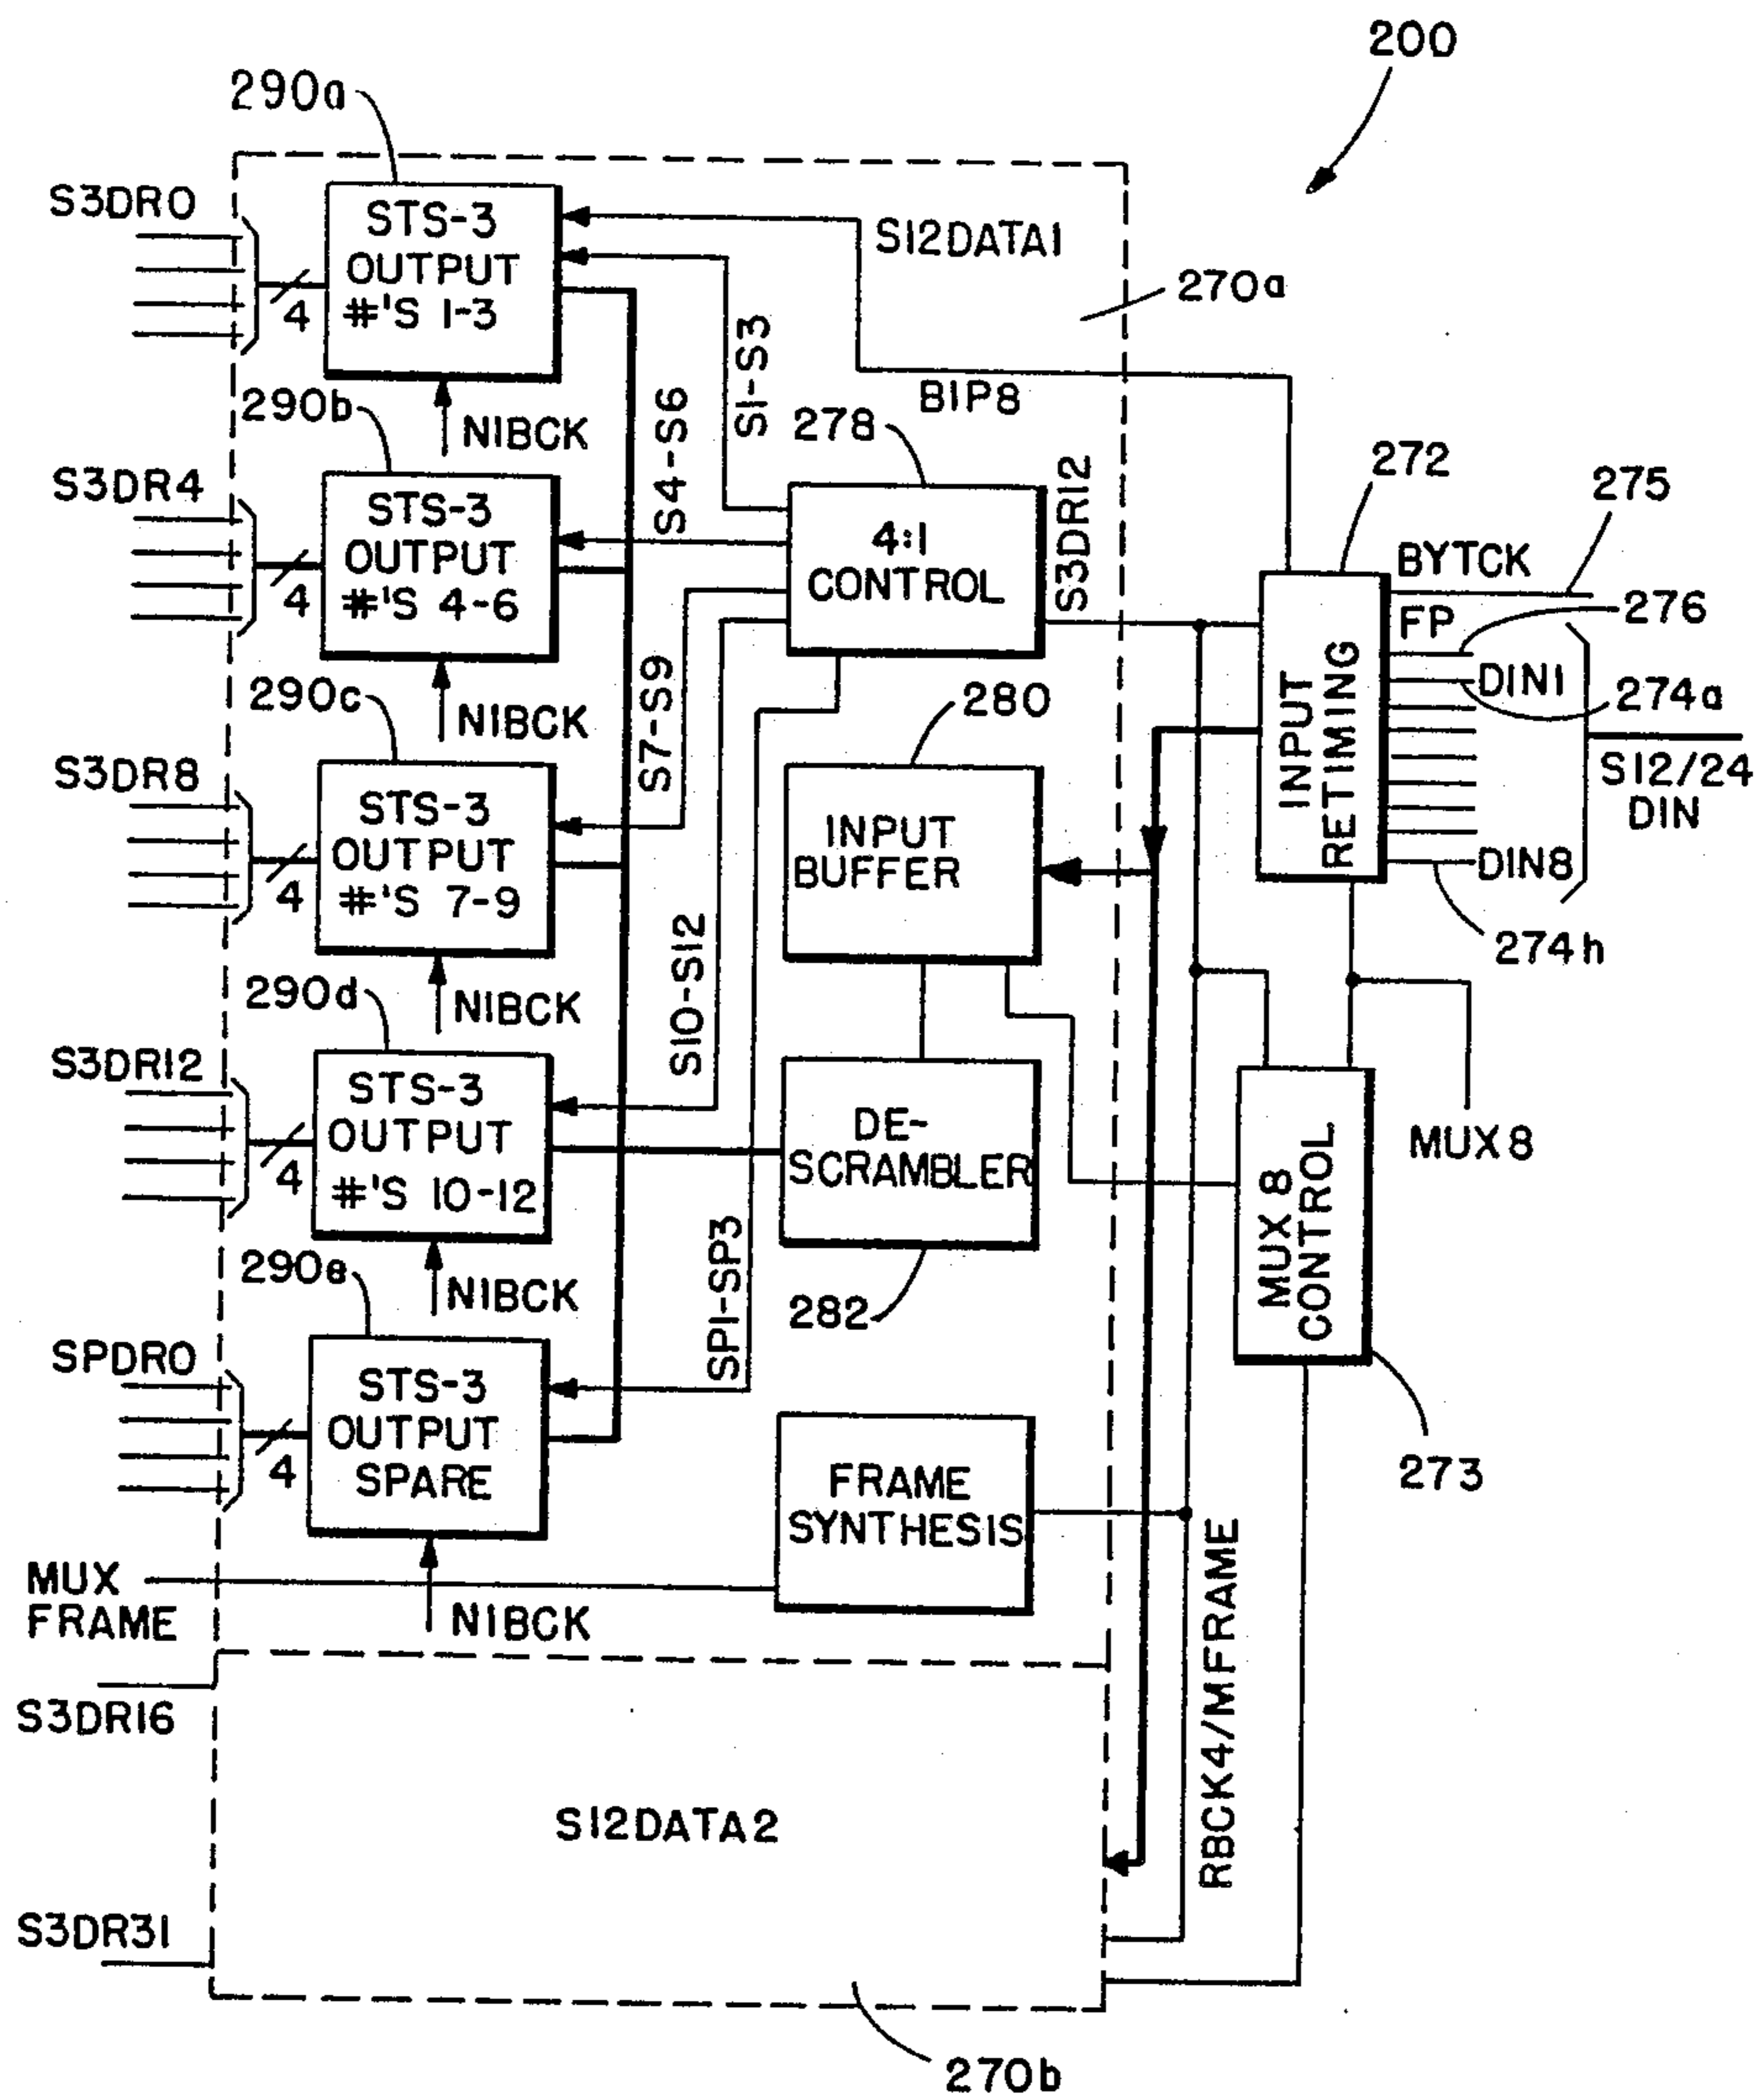 200
290a
S3DR0
STS-3
OUTPUT
#'S 1-3
4
S12DATA1
270a
S1-S3
BIP8
NIBCK
290b
S4-S6
278
S3DR4
STS-3
OUTPUT
#'S 4-6
4
4:1
CONTROL
S3DR12
272
275
BYTCK
FP
276
INPUT
RETIMING
DIN1
274a
S12/24
DIN
DIN8
274h
NIBCK
290c
S7-S9
280
S3DR8
STS-3
OUTPUT
#'S 7-9
4
INPUT
BUFFER
NIBCK
290d
S10-S12
S3DR12
STS-3
OUTPUT
#'S 10-12
4
DE-
SCRAMBLER
282
MUX 8
CONTROL
MUX8
273
NIBCK
290e
SP1-SP3
SPDR0
STS-3
OUTPUT
SPARE
4
FRAME
SYNTHESIS
MUX
FRAME
NIBCK
RBCK4/MFRAME
S3DR16
S12DATA2
S3DR31
270b